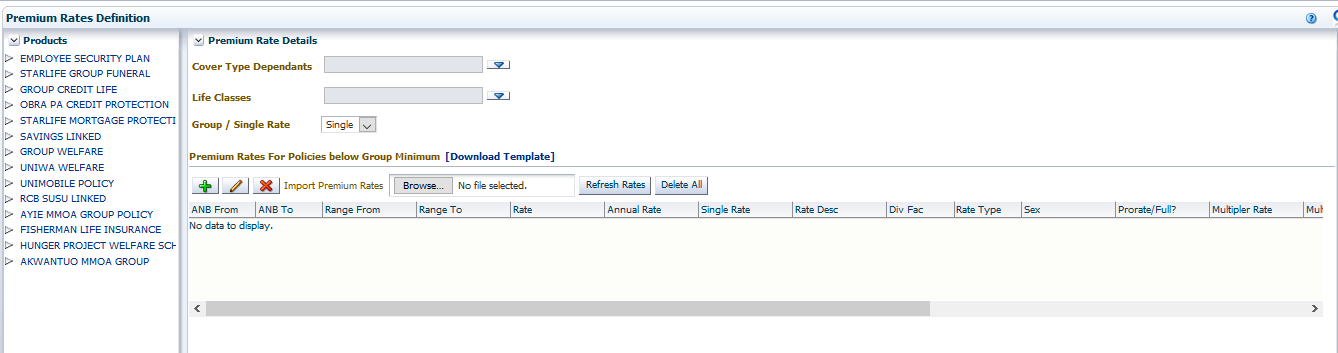 Premium Rates Definition
Products
EMPLOYEE SECURITY PLAN
STARLIFE GROUP FUNERAL
GROUP CREDIT LIFE
OBRA PA CREDIT PROTECTION
STARLIFE MORTGAGE PROTECTI
SAVINGS LINKED
GROUP WELFARE
UNIWA WELFARE
UNIMOBILE POLICY
RCB SUSU LINKED
AYIE MMOA GROUP POLICY
FISHERMAN LIFE INSURANCE
HUNGER PROJECT WELFARE SCH
AKWANTUO MMOA GROUP
Premium Rate Details
Cover Type Dependants
Life Classes
Group / Single Rate Single
Premium Rates For Policies below Group Minimum [Download Template]
Import Premium Rates Browse... No file selected. Refresh Rates Delete All
ANB From ANB To Range From Range To Rate Annual Rate Single Rate Rate Desc Div Fac Rate Type Sex Prorate/Full? Multipler Rate Mult
No data to display.